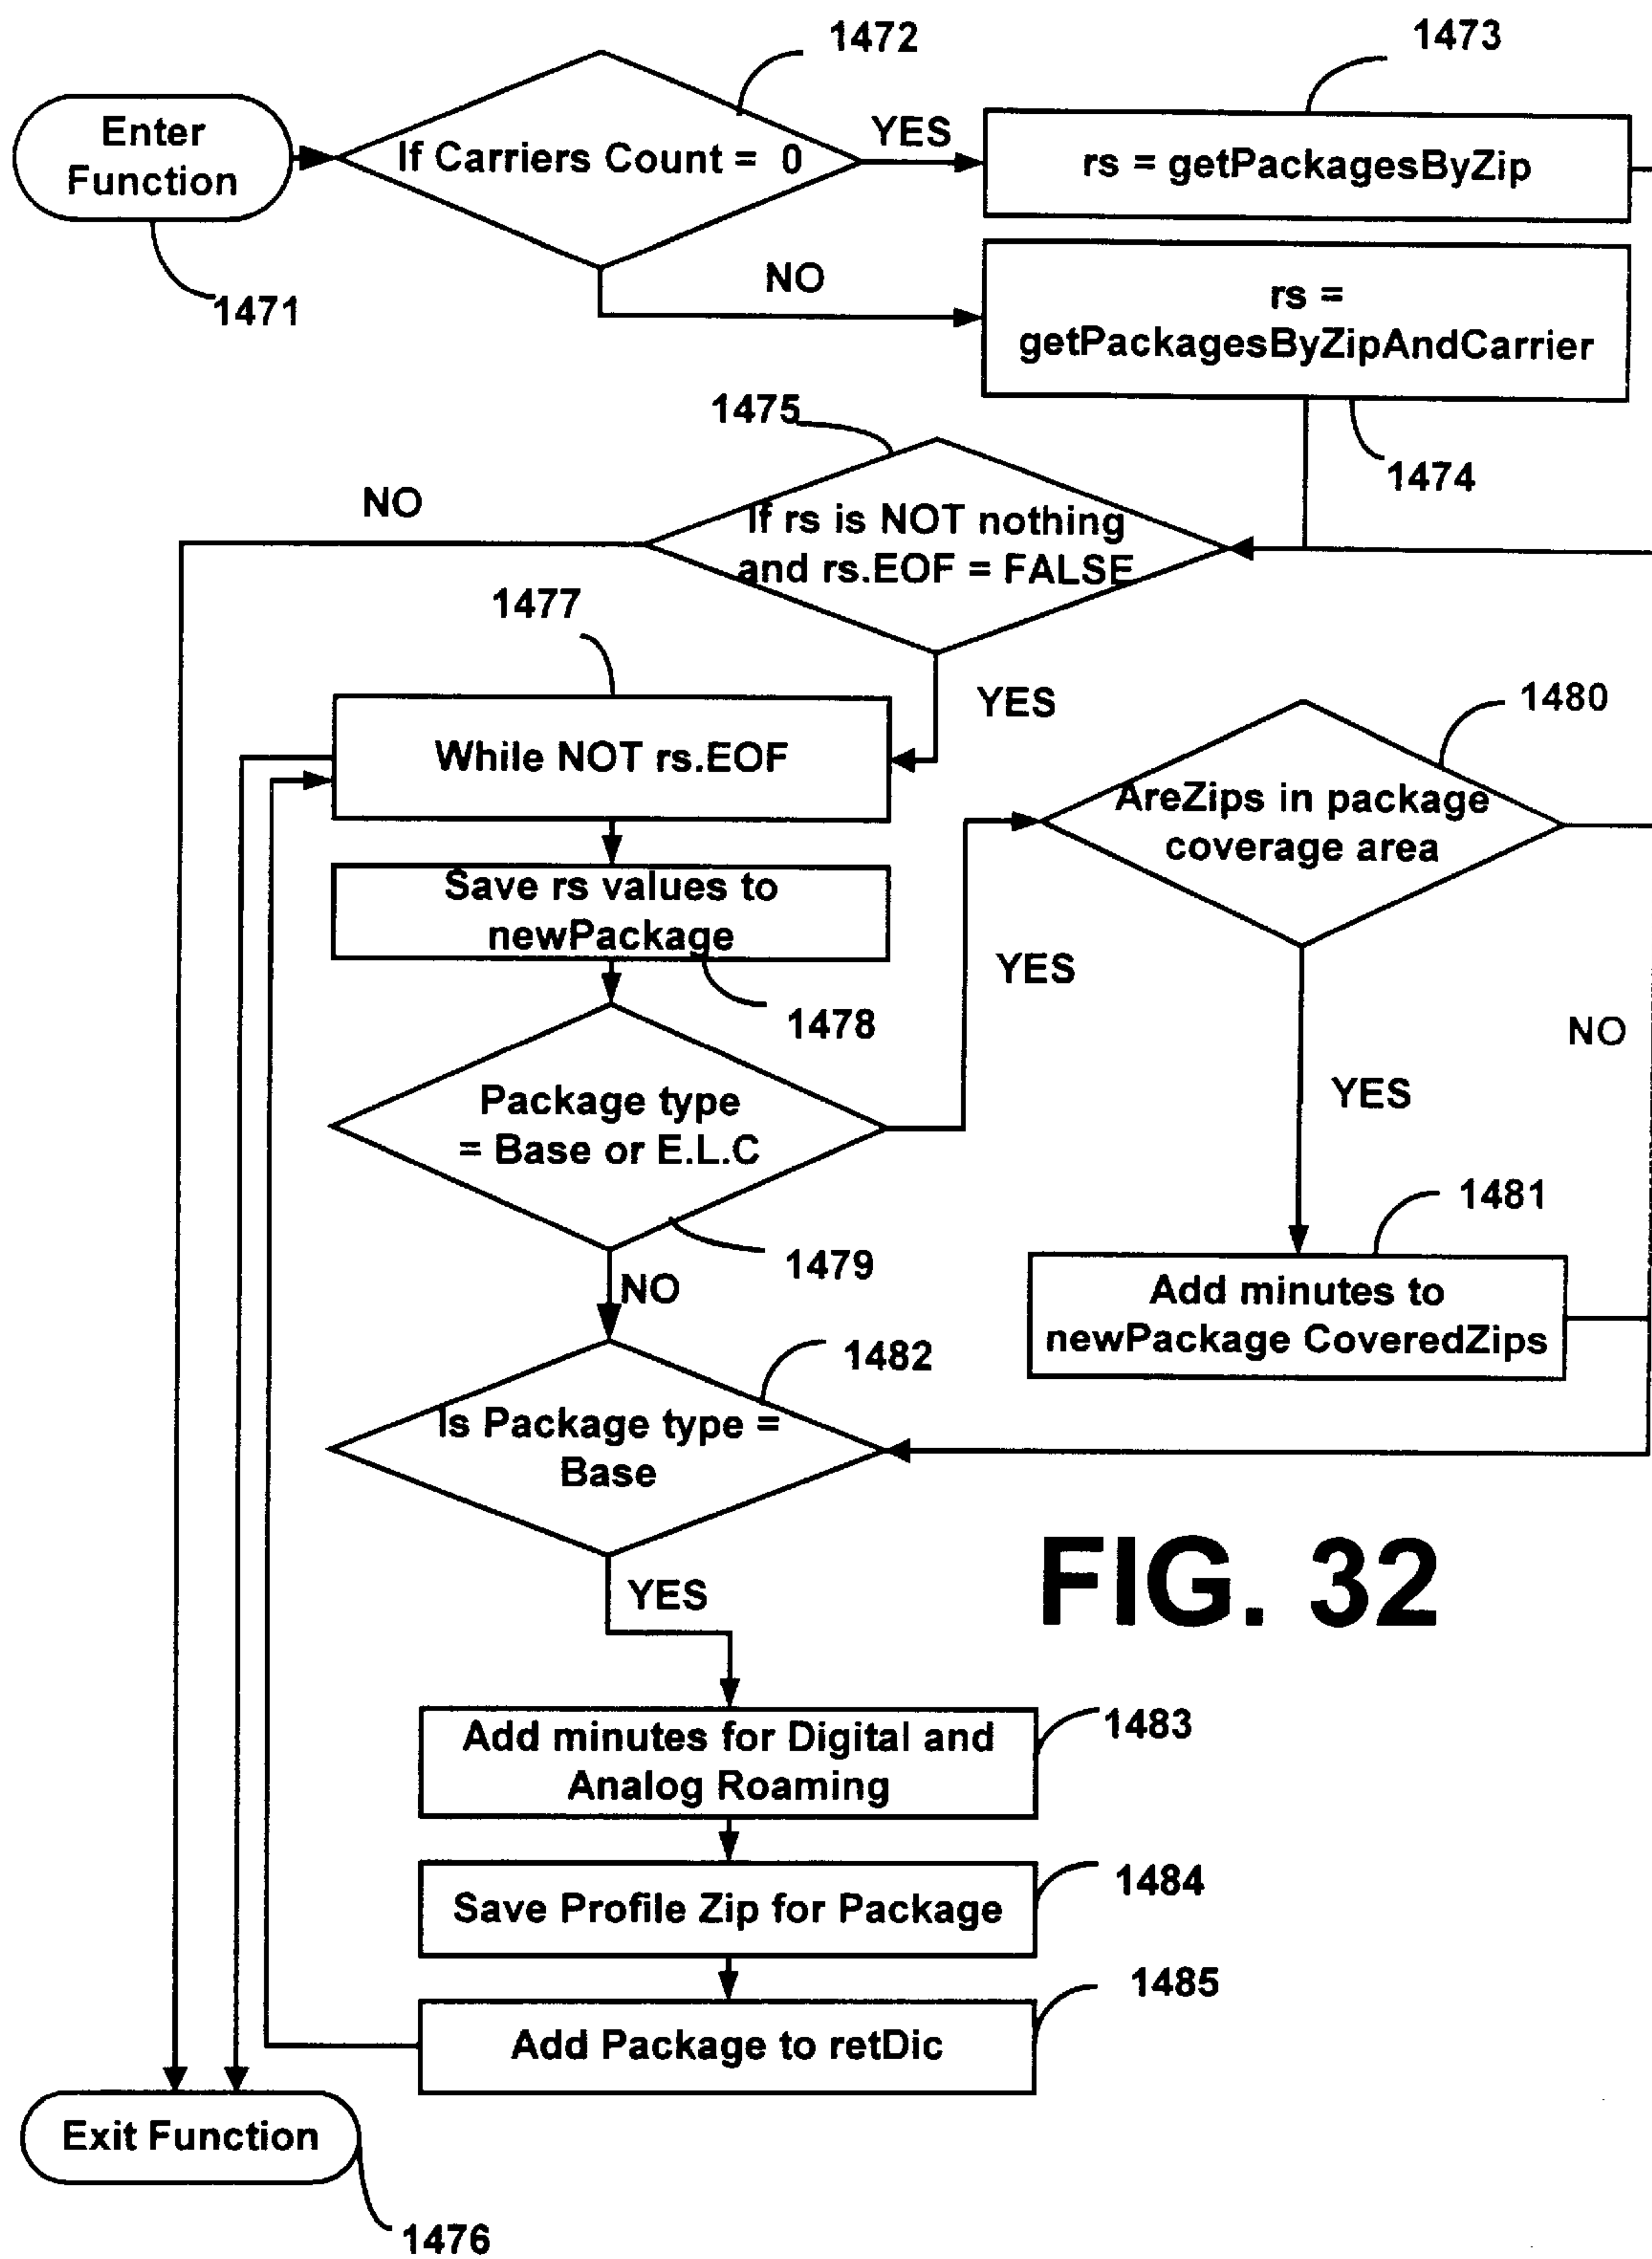 1472
1473
Enter
Function
If Carriers Count = 0
YES
rs = getPackagesByZip
1471
NO
rs =
getPackagesByZipAndCarrier
1474
1475
NO
If rs is NOT nothing
and rs.EOF = FALSE
1477
YES
While NOT rs.EOF
1480
AreZips in package
coverage area
Save rs values to
newPackage
1478
YES
NO
Package type
= Base or E.L.C
YES
1479
NO
1481
Add minutes to
newPackage CoveredZips
1482
Is Package type =
Base
YES
FIG. 32
1483
Add minutes for Digital and
Analog Roaming
1484
Save Profile Zip for Package
1485
Add Package to retDic
Exit Function
1476